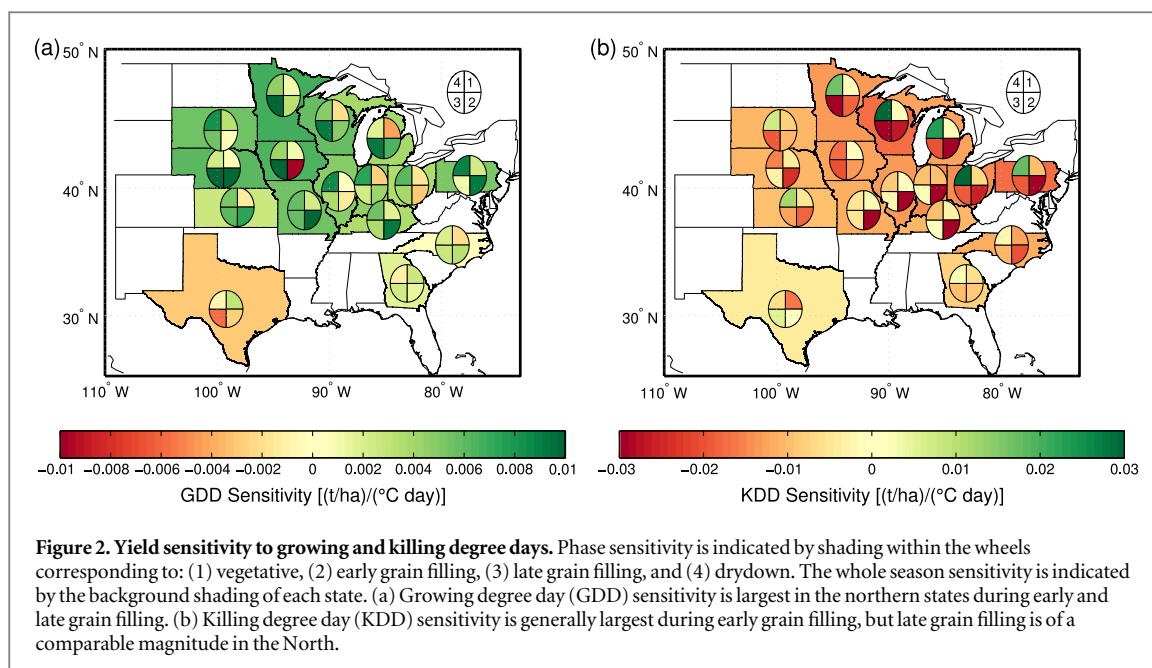 (a)
50° N
40° N
30° N
110° W
100° W
90° W
80° W
4 1
3 2
−0.01 −0.008 −0.006 −0.004 −0.002 0 0.002 0.004 0.006 0.008 0.01
GDD Sensitivity [(t/ha)/(°C day)]
(b)
50° N
40° N
30° N
110° W
100° W
90° W
80° W
4 1
3 2
−0.03 −0.02 −0.01 0 0.01 0.02 0.03
KDD Sensitivity [(t/ha)/(°C day)]
Figure 2. Yield sensitivity to growing and killing degree days. Phase sensitivity is indicated by shading within the wheels
corresponding to: (1) vegetative, (2) early grain filling, (3) late grain filling, and (4) drydown. The whole season sensitivity is indicated
by the background shading of each state. (a) Growing degree day (GDD) sensitivity is largest in the northern states during early and
late grain filling. (b) Killing degree day (KDD) sensitivity is generally largest during early grain filling, but late grain filling is of a
comparable magnitude in the North.